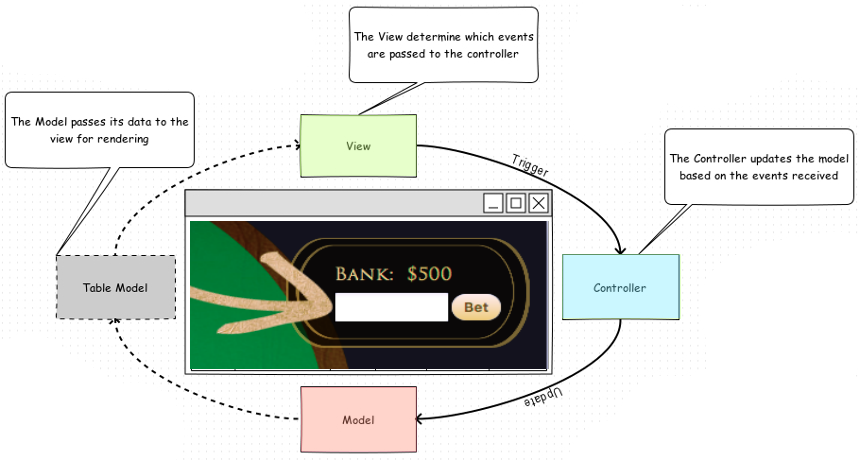 The View determine which events
are passed to the controller
The Model passes its data to the
view for rendering
View
Trigger
The Controller updates the model
based on the events received
Table Model
BANK: $500
Bet
Controller
Update
Model